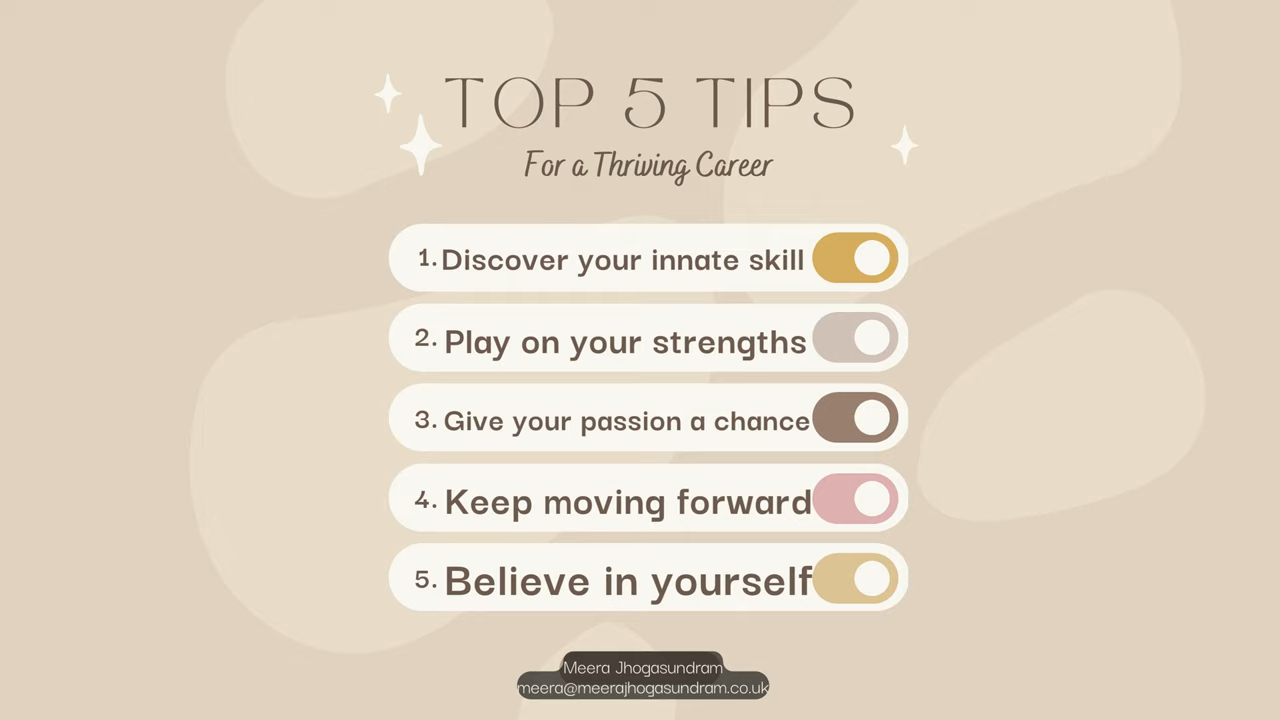 TOP 5 TIPS
For a Thriving Career
1. Discover your innate skill
2. Play on your strengths
3. Give your passion a chance
4. Keep moving forward
5. Believe in yourself
Meera Jhogasundram
meera@meerajhogasundram.co.uk